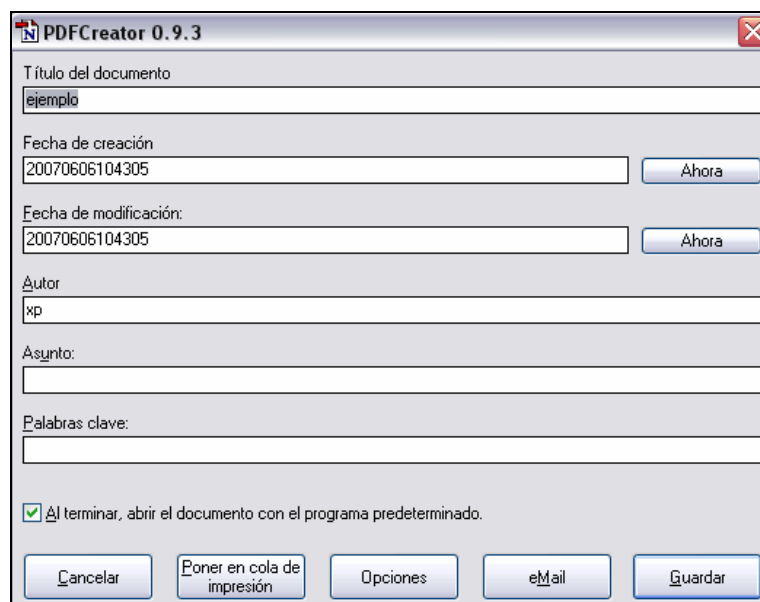 PDFCreator 0.9.3
Título del documento
ejemplo
Fecha de creación
20070606104305
Ahora
Fecha de modificación:
20070606104305
Ahora
Autor
xp
Asunto:
Palabras clave:
Al terminar, abrir el documento con el programa predeterminado.
Cancelar
Poner en cola de
impresión
Opciones
eMail
Guardar